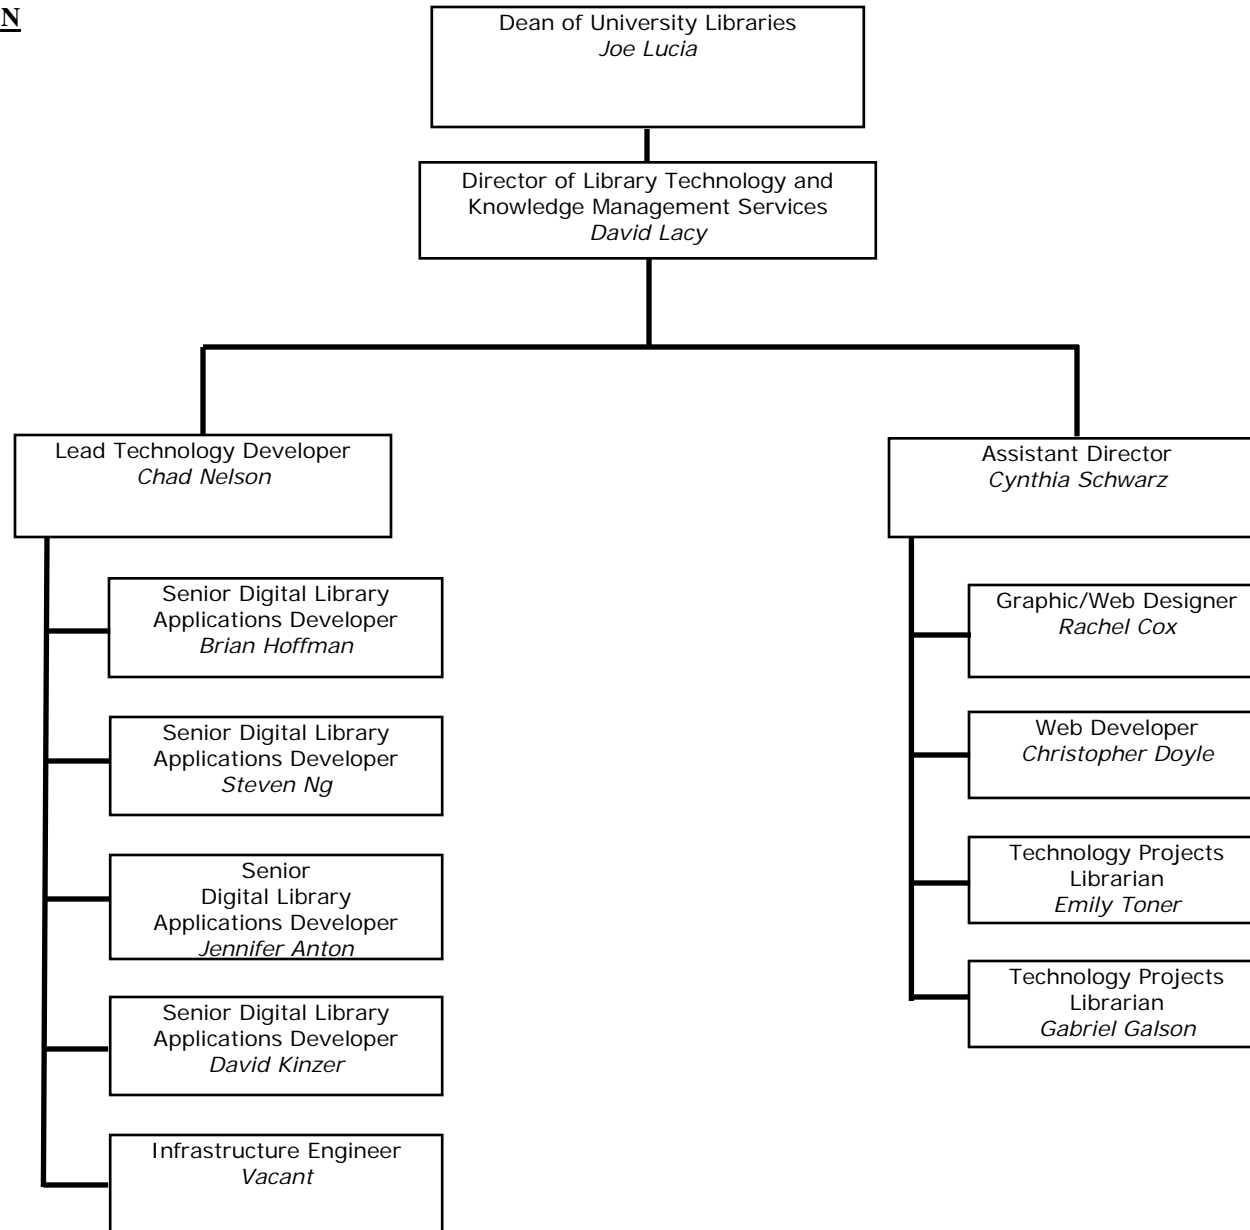 N
Dean of University Libraries
Joe Lucia
Director of Library Technology and
Knowledge Management Services
David Lacy
Lead Technology Developer
Chad Nelson
Senior Digital Library
Applications Developer
Brian Hoffman
Senior Digital Library
Applications Developer
Steven Ng
Senior
Digital Library
Applications Developer
Jennifer Anton
Senior Digital Library
Applications Developer
David Kinzer
Infrastructure Engineer
Vacant
Assistant Director
Cynthia Schwarz
Graphic/Web Designer
Rachel Cox
Web Developer
Christopher Doyle
Technology Projects
Librarian
Emily Toner
Technology Projects
Librarian
Gabriel Galson